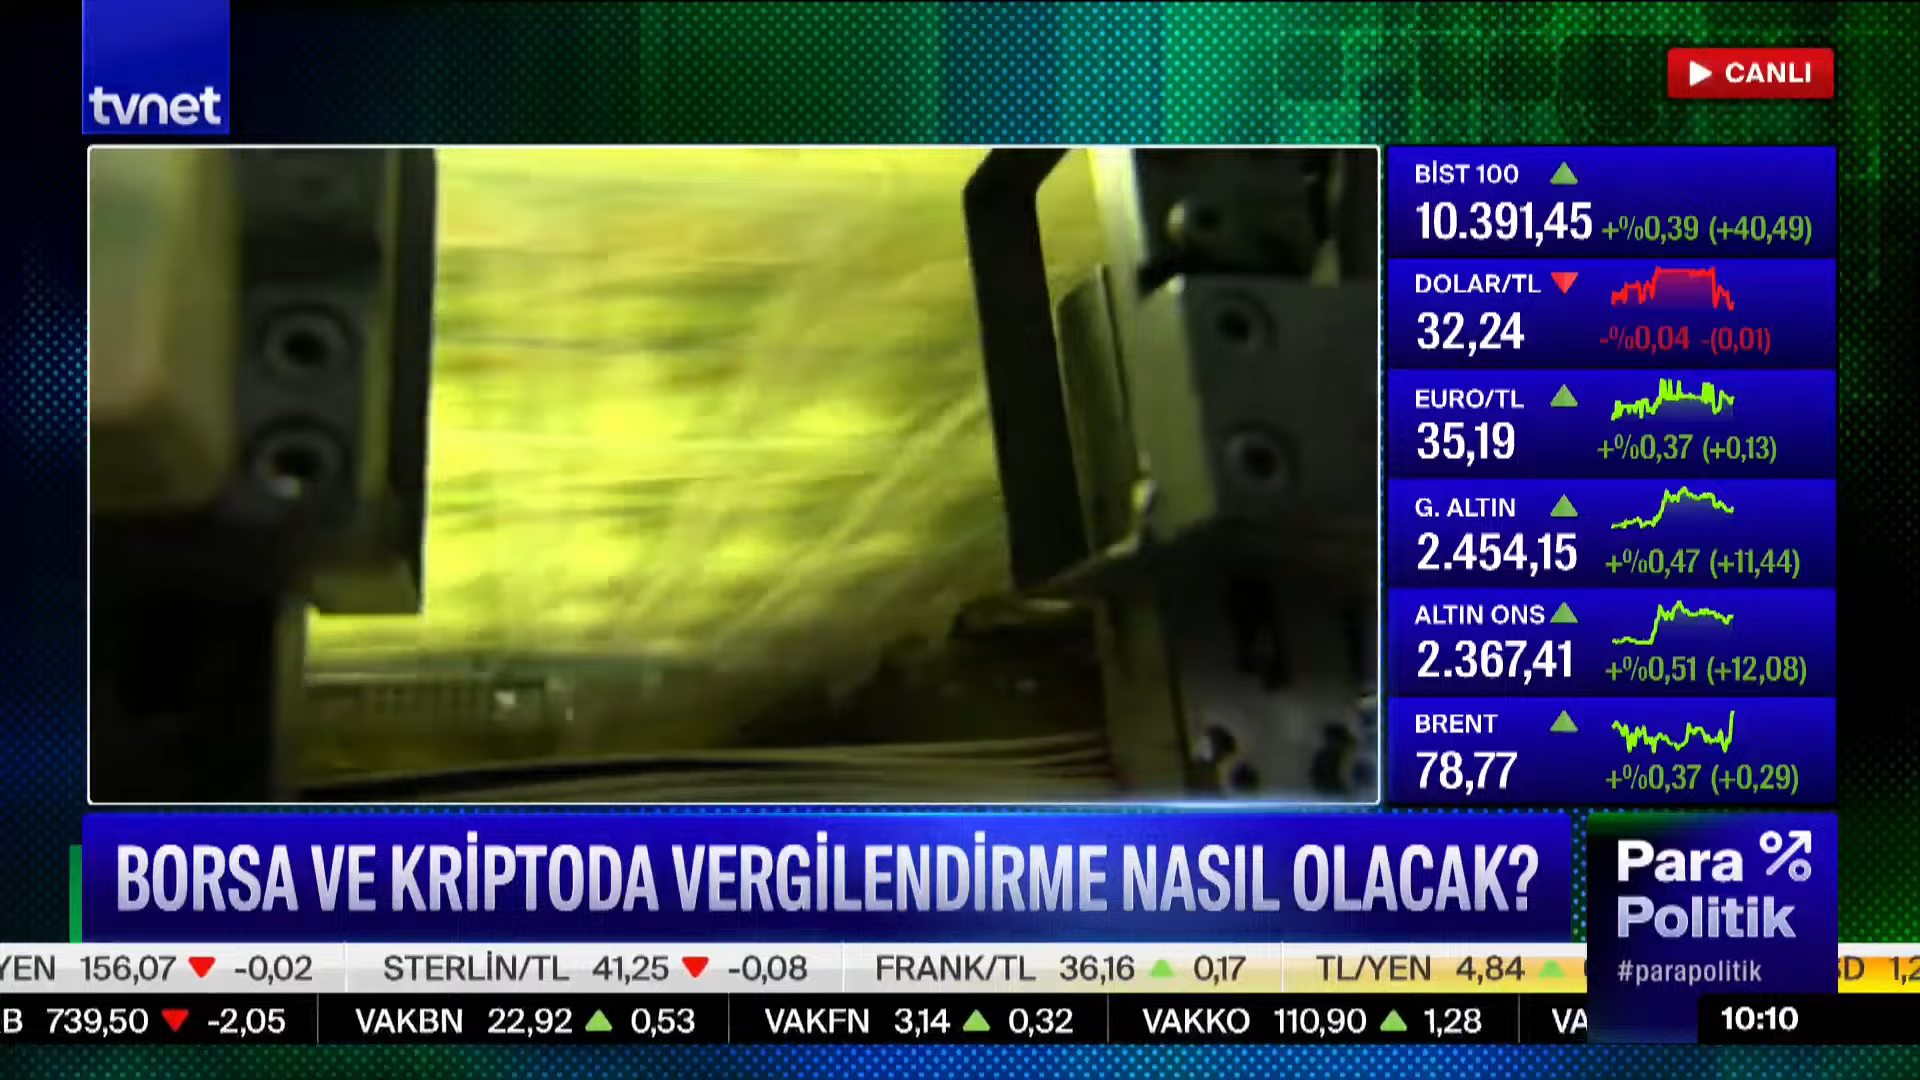 tvnet
CANLI
BİST 100
10.391,45 +%0,39 (+40,49)
DOLAR/TL
32,24 -%0,04 -(0,01)
EURO/TL
35,19 +%0,37 (+0,13)
G. ALTIN
2.454,15 +%0,47 (+11,44)
ALTIN ONS
2.367,41 +%0,51 (+12,08)
BRENT
78,77 +%0,37 (+0,29)
BORSA VE KRİPTODA VERGİLENDİRME NASIL OLACAK?
Para %
Politik
#parapolitik
YEN 156,07 -0,02 STERLİN/TL 41,25 -0,08 FRANK/TL 36,16 0,17 TL/YEN 4,84 D 1,2
B 739,50 -2,05 VAKBN 22,92 0,53 VAKFN 3,14 0,32 VAKKO 110,90 1,28 VA
10:10